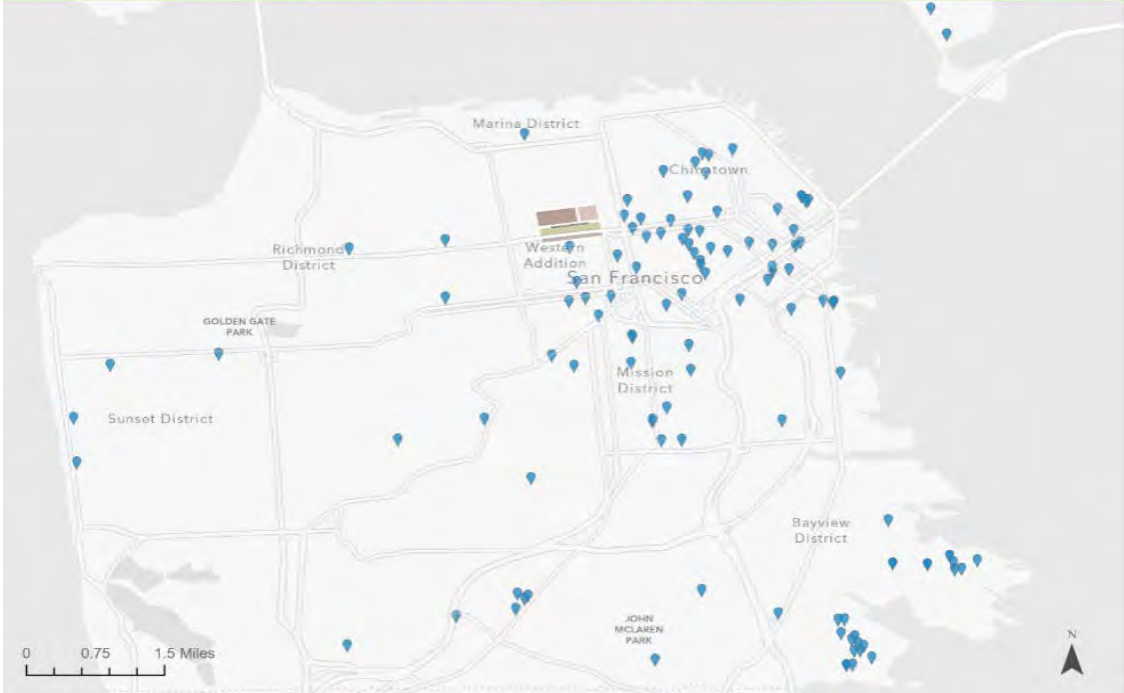 Marina District
Chinatown
Richmond
District
Western
Addition
San Francisco
GOLDEN GATE
PARK
Mission
District
Sunset District
Bayview
District
JOHN
MCLAREN
PARK
N
0 0.75 1.5 Miles